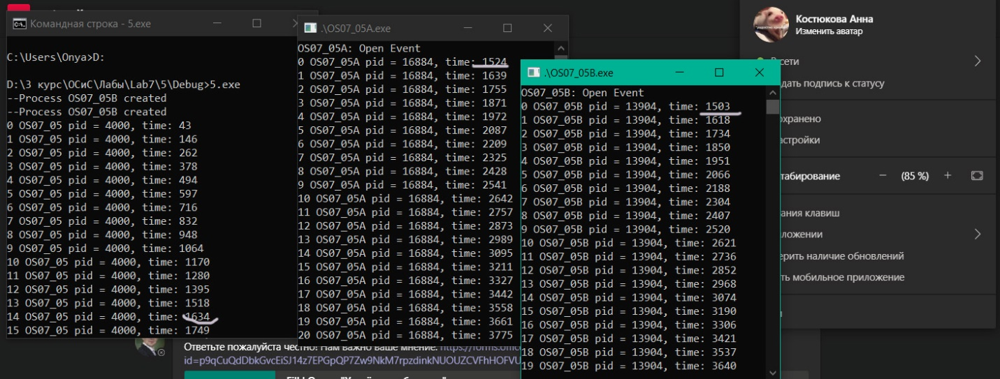 Командная строка - 5.exe
C:\Users\Onya>D:
D:\3 курс\ОСиС\Лабы\Lab7\5\Debug>5.exe
--Process OS07_05B created
--Process OS07_05B created
0 OS07_05 pid = 4000, time: 43
1 OS07_05 pid = 4000, time: 146
2 OS07_05 pid = 4000, time: 262
3 OS07_05 pid = 4000, time: 378
4 OS07_05 pid = 4000, time: 494
5 OS07_05 pid = 4000, time: 597
6 OS07_05 pid = 4000, time: 716
7 OS07_05 pid = 4000, time: 832
8 OS07_05 pid = 4000, time: 948
9 OS07_05 pid = 4000, time: 1064
10 OS07_05 pid = 4000, time: 1170
11 OS07_05 pid = 4000, time: 1280
12 OS07_05 pid = 4000, time: 1395
13 OS07_05 pid = 4000, time: 1518
14 OS07_05 pid = 4000, time: 1634
15 OS07_05 pid = 4000, time: 1749
.\OS07_05A.exe
OS07_05A: Open Event
0 OS07_05A pid = 16884, time: 1524
1 OS07_05A pid = 16884, time: 1639
2 OS07_05A pid = 16884, time: 1755
3 OS07_05A pid = 16884, time: 1871
4 OS07_05A pid = 16884, time: 1972
5 OS07_05A pid = 16884, time: 2087
6 OS07_05A pid = 16884, time: 2209
7 OS07_05A pid = 16884, time: 2325
8 OS07_05A pid = 16884, time: 2428
9 OS07_05A pid = 16884, time: 2541
10 OS07_05A pid = 16884, time: 2642
11 OS07_05A pid = 16884, time: 2757
12 OS07_05A pid = 16884, time: 2873
13 OS07_05A pid = 16884, time: 2989
14 OS07_05A pid = 16884, time: 3095
15 OS07_05A pid = 16884, time: 3211
16 OS07_05A pid = 16884, time: 3327
17 OS07_05A pid = 16884, time: 3442
18 OS07_05A pid = 16884, time: 3558
19 OS07_05A pid = 16884, time: 3661
20 OS07_05A pid = 16884, time: 3775
.\OS07_05B.exe
OS07_05B: Open Event
0 OS07_05B pid = 13904, time: 1503
1 OS07_05B pid = 13904, time: 1618
2 OS07_05B pid = 13904, time: 1734
3 OS07_05B pid = 13904, time: 1850
4 OS07_05B pid = 13904, time: 1951
5 OS07_05B pid = 13904, time: 2066
6 OS07_05B pid = 13904, time: 2188
7 OS07_05B pid = 13904, time: 2304
8 OS07_05B pid = 13904, time: 2407
9 OS07_05B pid = 13904, time: 2520
10 OS07_05B pid = 13904, time: 2621
11 OS07_05B pid = 13904, time: 2736
12 OS07_05B pid = 13904, time: 2852
13 OS07_05B pid = 13904, time: 2968
14 OS07_05B pid = 13904, time: 3074
15 OS07_05B pid = 13904, time: 3190
16 OS07_05B pid = 13904, time: 3306
17 OS07_05B pid = 13904, time: 3421
18 OS07_05B pid = 13904, time: 3537
19 OS07_05B pid = 13904, time: 3640
Костюкова Анна
Изменить аватар
сети
дать подпись к статусу
охранено
астройки
табирование (85 %)
ания клавиш
ложении
ерить наличие обновлений
ть мобильное приложение
Ответьте пожалуйста честно! Нам важно ваше мнение.